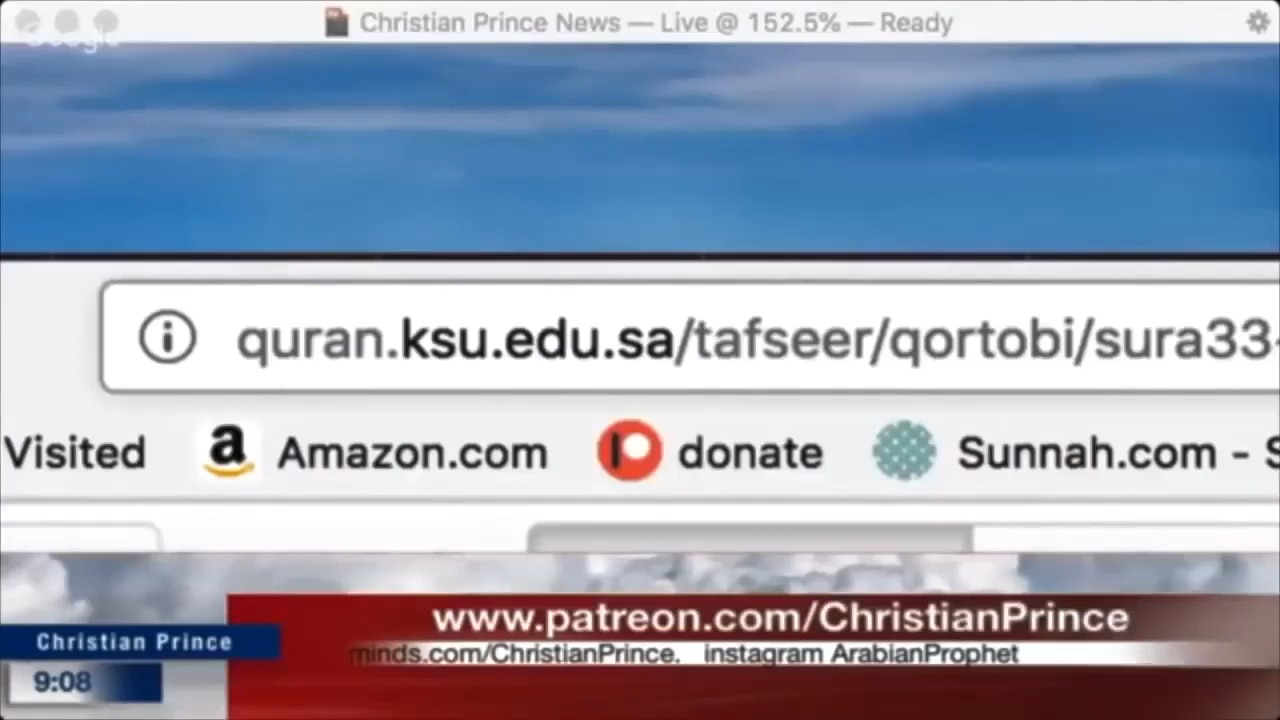 Christian Prince News — Live @ 152.5% — Ready
Google
quran.ksu.edu.sa/tafseer/qortobi/sura33-
Visited
Amazon.com
donate
Sunnah.com - S
www.patreon.com/ChristianPrince
Christian Prince
minds.com/ChristianPrince. instagram ArabianProphet
9:08